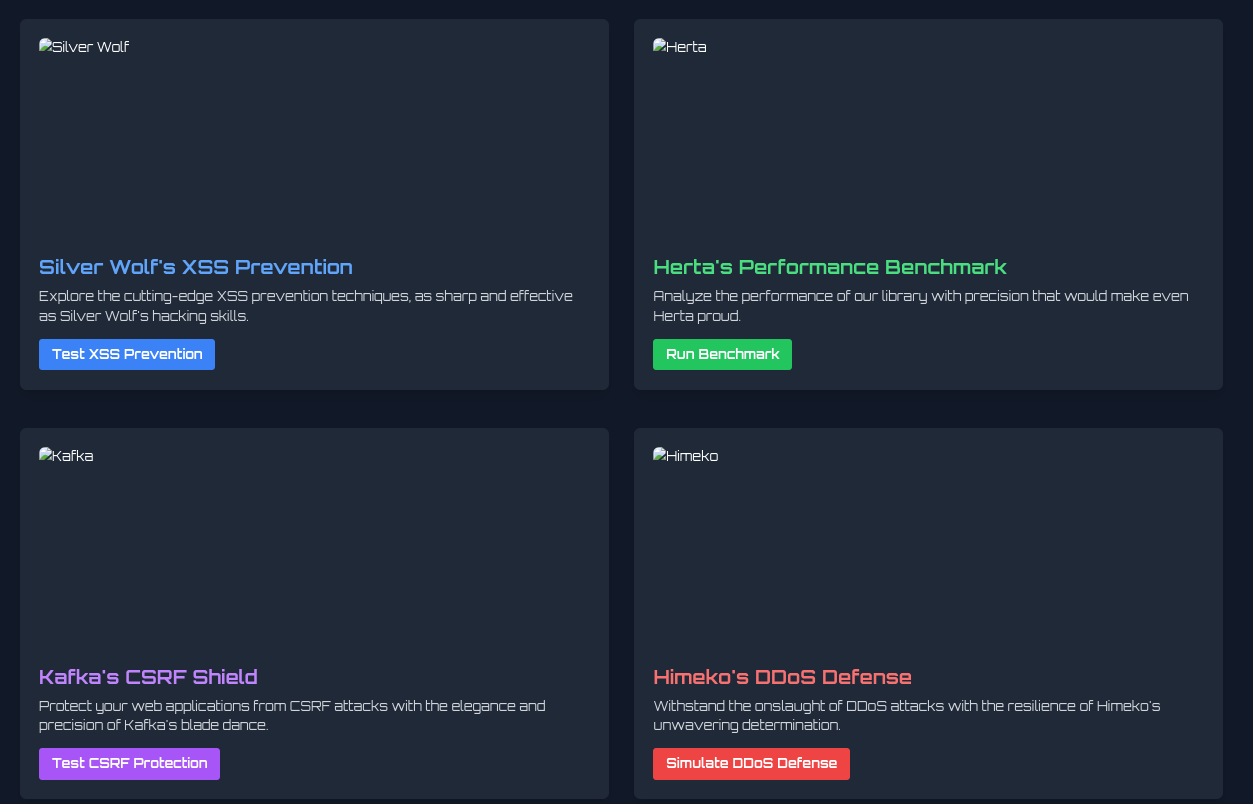 Silver Wolf
Herta
Silver Wolf's XSS Prevention
Explore the cutting-edge XSS prevention techniques, as sharp and effective
as Silver Wolf's hacking skills.
Test XSS Prevention
Herta's Performance Benchmark
Analyze the performance of our library with precision that would make even
Herta proud.
Run Benchmark
Kafka
Himeko
Kafka's CSRF Shield
Protect your web applications from CSRF attacks with the elegance and
precision of Kafka's blade dance.
Test CSRF Protection
Himeko's DDoS Defense
Withstand the onslaught of DDoS attacks with the resilience of Himeko's
unwavering determination.
Simulate DDoS Defense